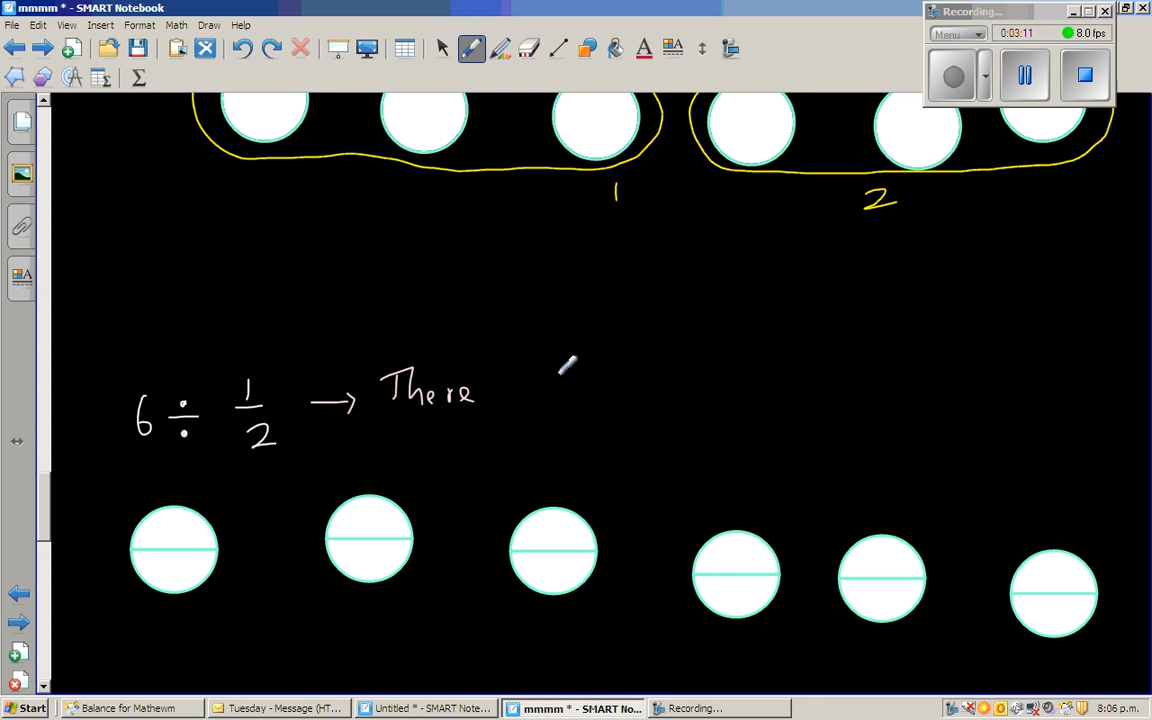 mmmm * - SMART Notebook
Recording...
File Edit View Insert Format Tools Math Draw Help
Menu 0:03:11 8.0 fps
1
2
6 ÷ 1/2 → There
Start Balance for Mathewm Tuesday - Message (HT... Untitled * - SMART Note... mmmm * - SMART No... Recording... 8:06 p.m.